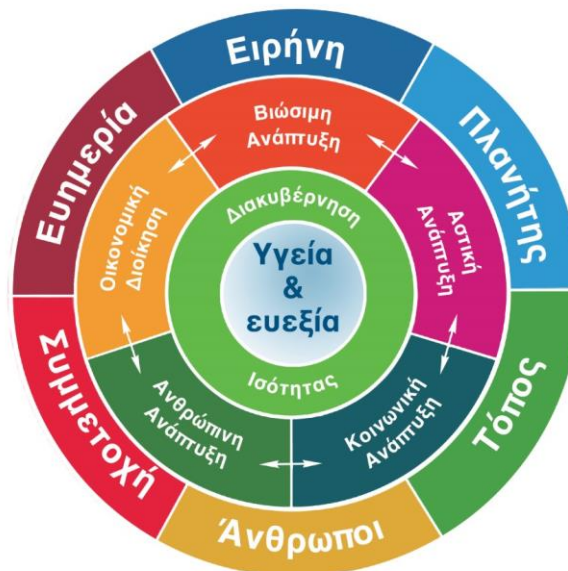 Ειρήνη
Πλανήτης
Τόπος
Άνθρωποι
Συμμετοχή
Ευημερία
Βιώσιμη
Ανάπτυξη
Αστική
Ανάπτυξη
Κοινωνική
Ανάπτυξη
Ανθρώπινη
Ανάπτυξη
Οικονομική
Διοίκηση
Διακυβέρνηση
Ισότητας
Υγεία
&
ευεξία